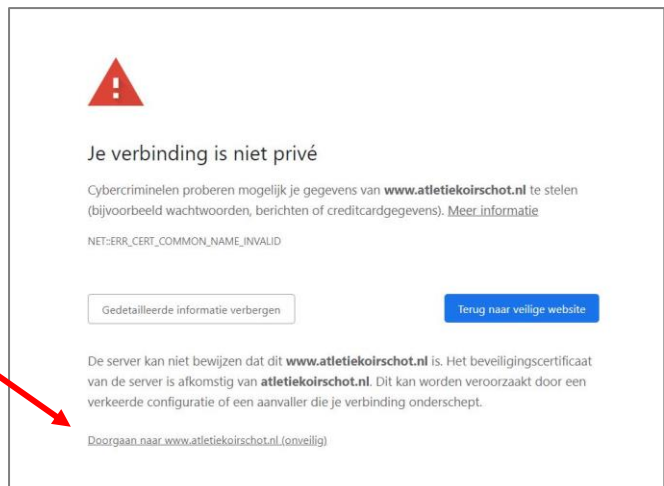 Je verbinding is niet privé
Cybercriminelen proberen mogelijk je gegevens van www.atletiekoirschot.nl te stelen
(bijvoorbeeld wachtwoorden, berichten of creditcardgegevens). Meer informatie
NET::ERR_CERT_COMMON_NAME_INVALID
Gedetailleerde informatie verbergen
Terug naar veilige website
De server kan niet bewijzen dat dit www.atletiekoirschot.nl is. Het beveiligingscertificaat
van de server is afkomstig van atletiekoirschot.nl. Dit kan worden veroorzaakt door een
verkeerde configuratie of een aanvaller die je verbinding onderschept.
Doorgaan naar www.atletiekoirschot.nl (onveilig)